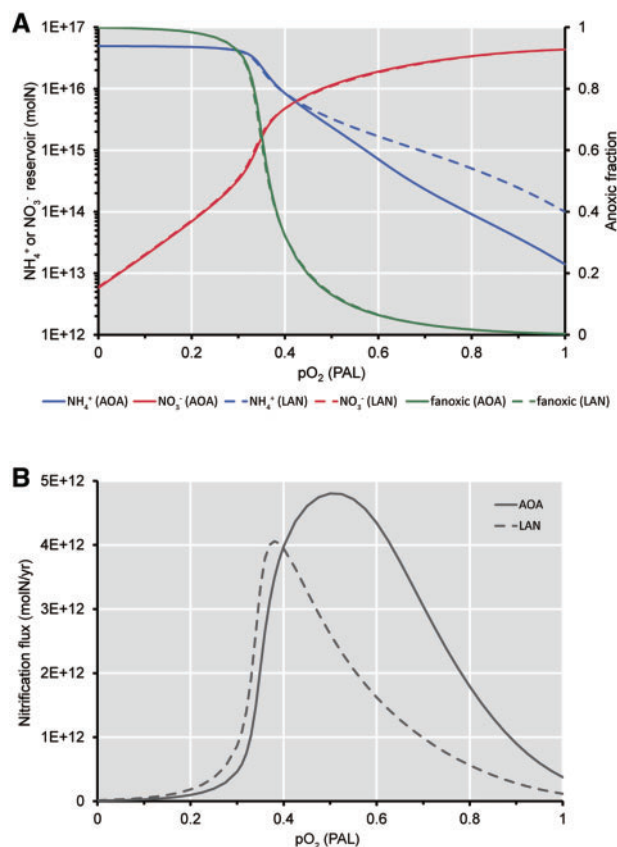 A
1E+17
1E+16
1E+15
1E+14
1E+13
1E+12
NH₄⁺ or NO₃⁻ reservoir (molN)
1
0.8
0.6
0.4
0.2
0
Anoxic fraction
0 0.2 0.4 0.6 0.8 1
pO₂ (PAL)
NH₄⁺ (AOA) NO₃⁻ (AOA) NH₄⁺ (LAN) NO₃⁻ (LAN) fanoxic (AOA) fanoxic (LAN)
B
5E+12
4E+12
3E+12
2E+12
1E+12
0
Nitrification flux (molN/yr)
AOA
LAN
0 0.2 0.4 0.6 0.8 1
pO₂ (PAL)